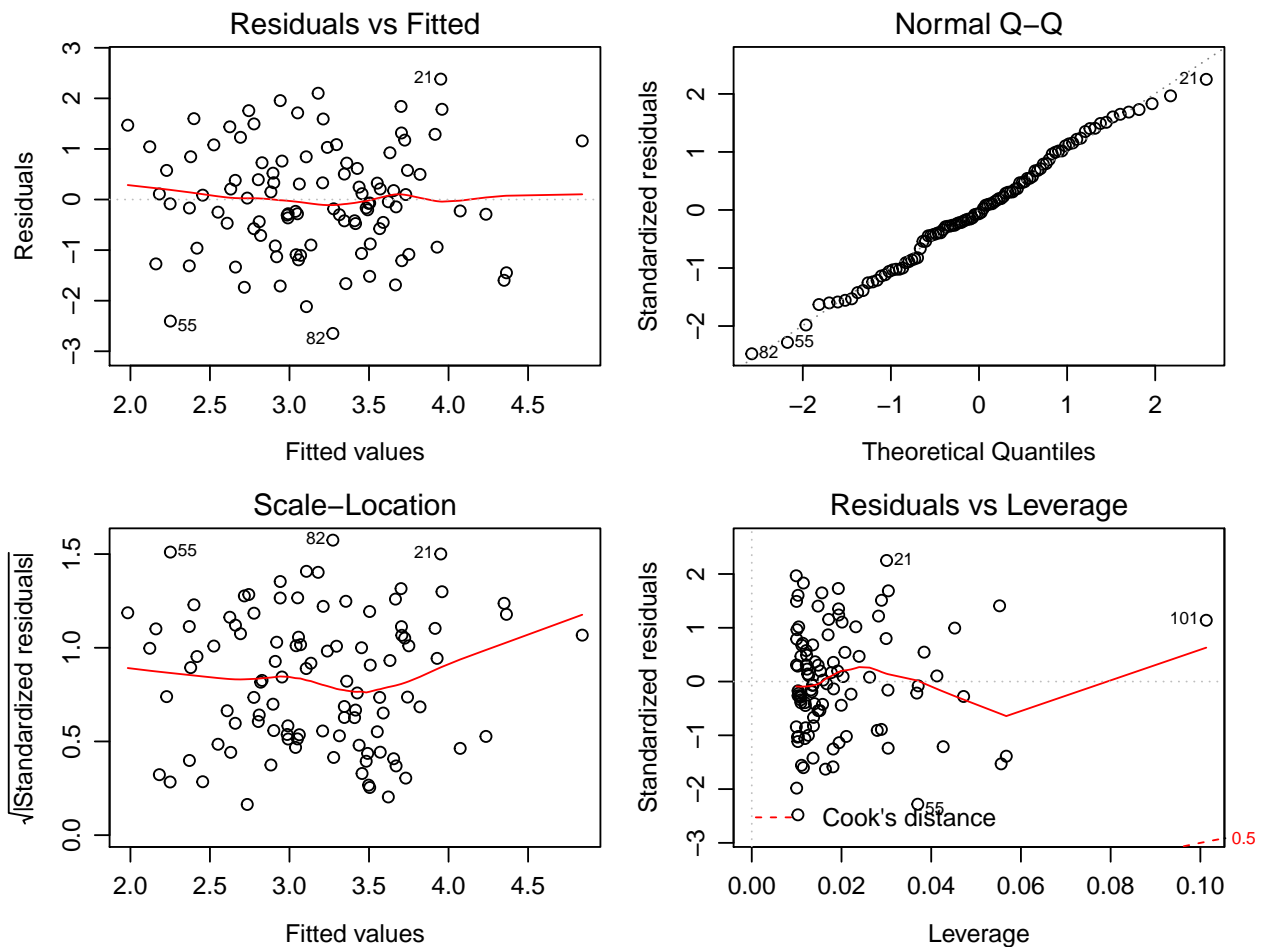 Residuals vs Fitted
Residuals
3
2
1
0
−1
−2
−3
21
55
82
2.0 2.5 3.0 3.5 4.0 4.5
Fitted values
Normal Q−Q
Standardized residuals
2
1
0
−1
−2
21
82
55
−2 −1 0 1 2
Theoretical Quantiles
Scale−Location
√|Standardized residuals|
1.5
1.0
0.5
0.0
55
82
21
2.0 2.5 3.0 3.5 4.0 4.5
Fitted values
Residuals vs Leverage
Standardized residuals
2
1
0
−1
−2
−3
21
101
55
Cook's distance
0.5
0.00 0.02 0.04 0.06 0.08 0.10
Leverage